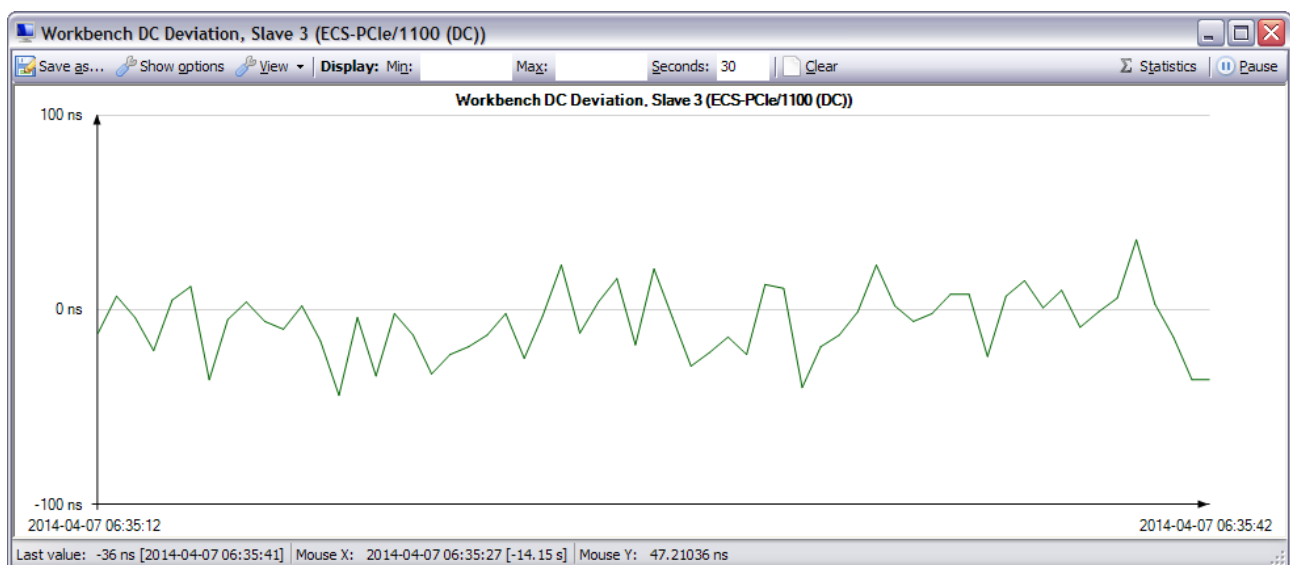 Workbench DC Deviation, Slave 3 (ECS-PCIe/1100 (DC))
Save as... Show options View Display: Min: Max: Seconds: 30 Clear Σ Statistics Pause
Workbench DC Deviation, Slave 3 (ECS-PCIe/1100 (DC))
100 ns
0 ns
-100 ns
2014-04-07 06:35:12 2014-04-07 06:35:42
Last value: -36 ns [2014-04-07 06:35:41] Mouse X: 2014-04-07 06:35:27 [-14.15 s] Mouse Y: 47.21036 ns